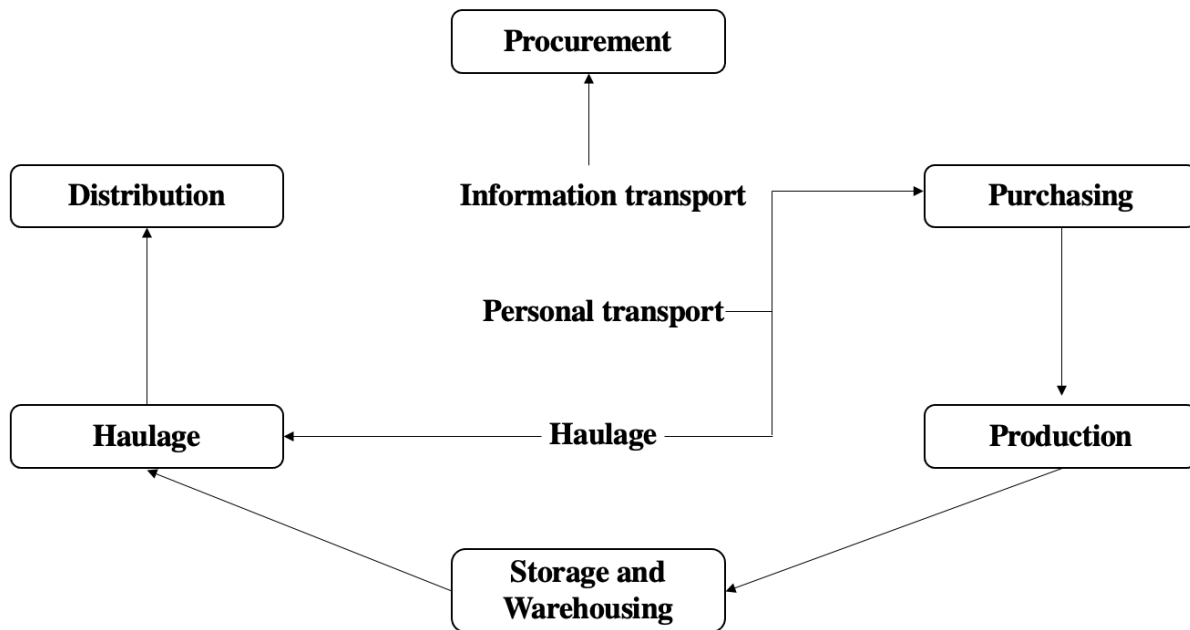 Procurement
Distribution
Information transport
Purchasing
Personal transport
Haulage
Haulage
Production
Storage and
Warehousing